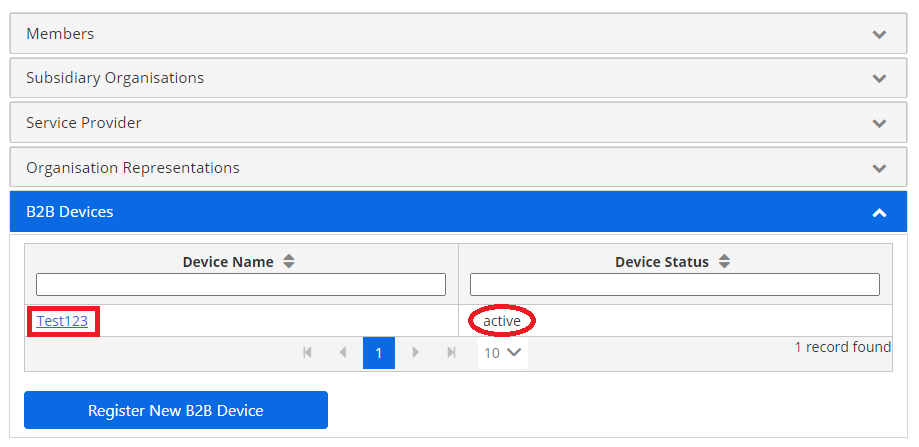 Members
Subsidiary Organisations
Service Provider
Organisation Representations
B2B Devices
Device Name Device Status
Test123 active
1 10 1 record found
Register New B2B Device